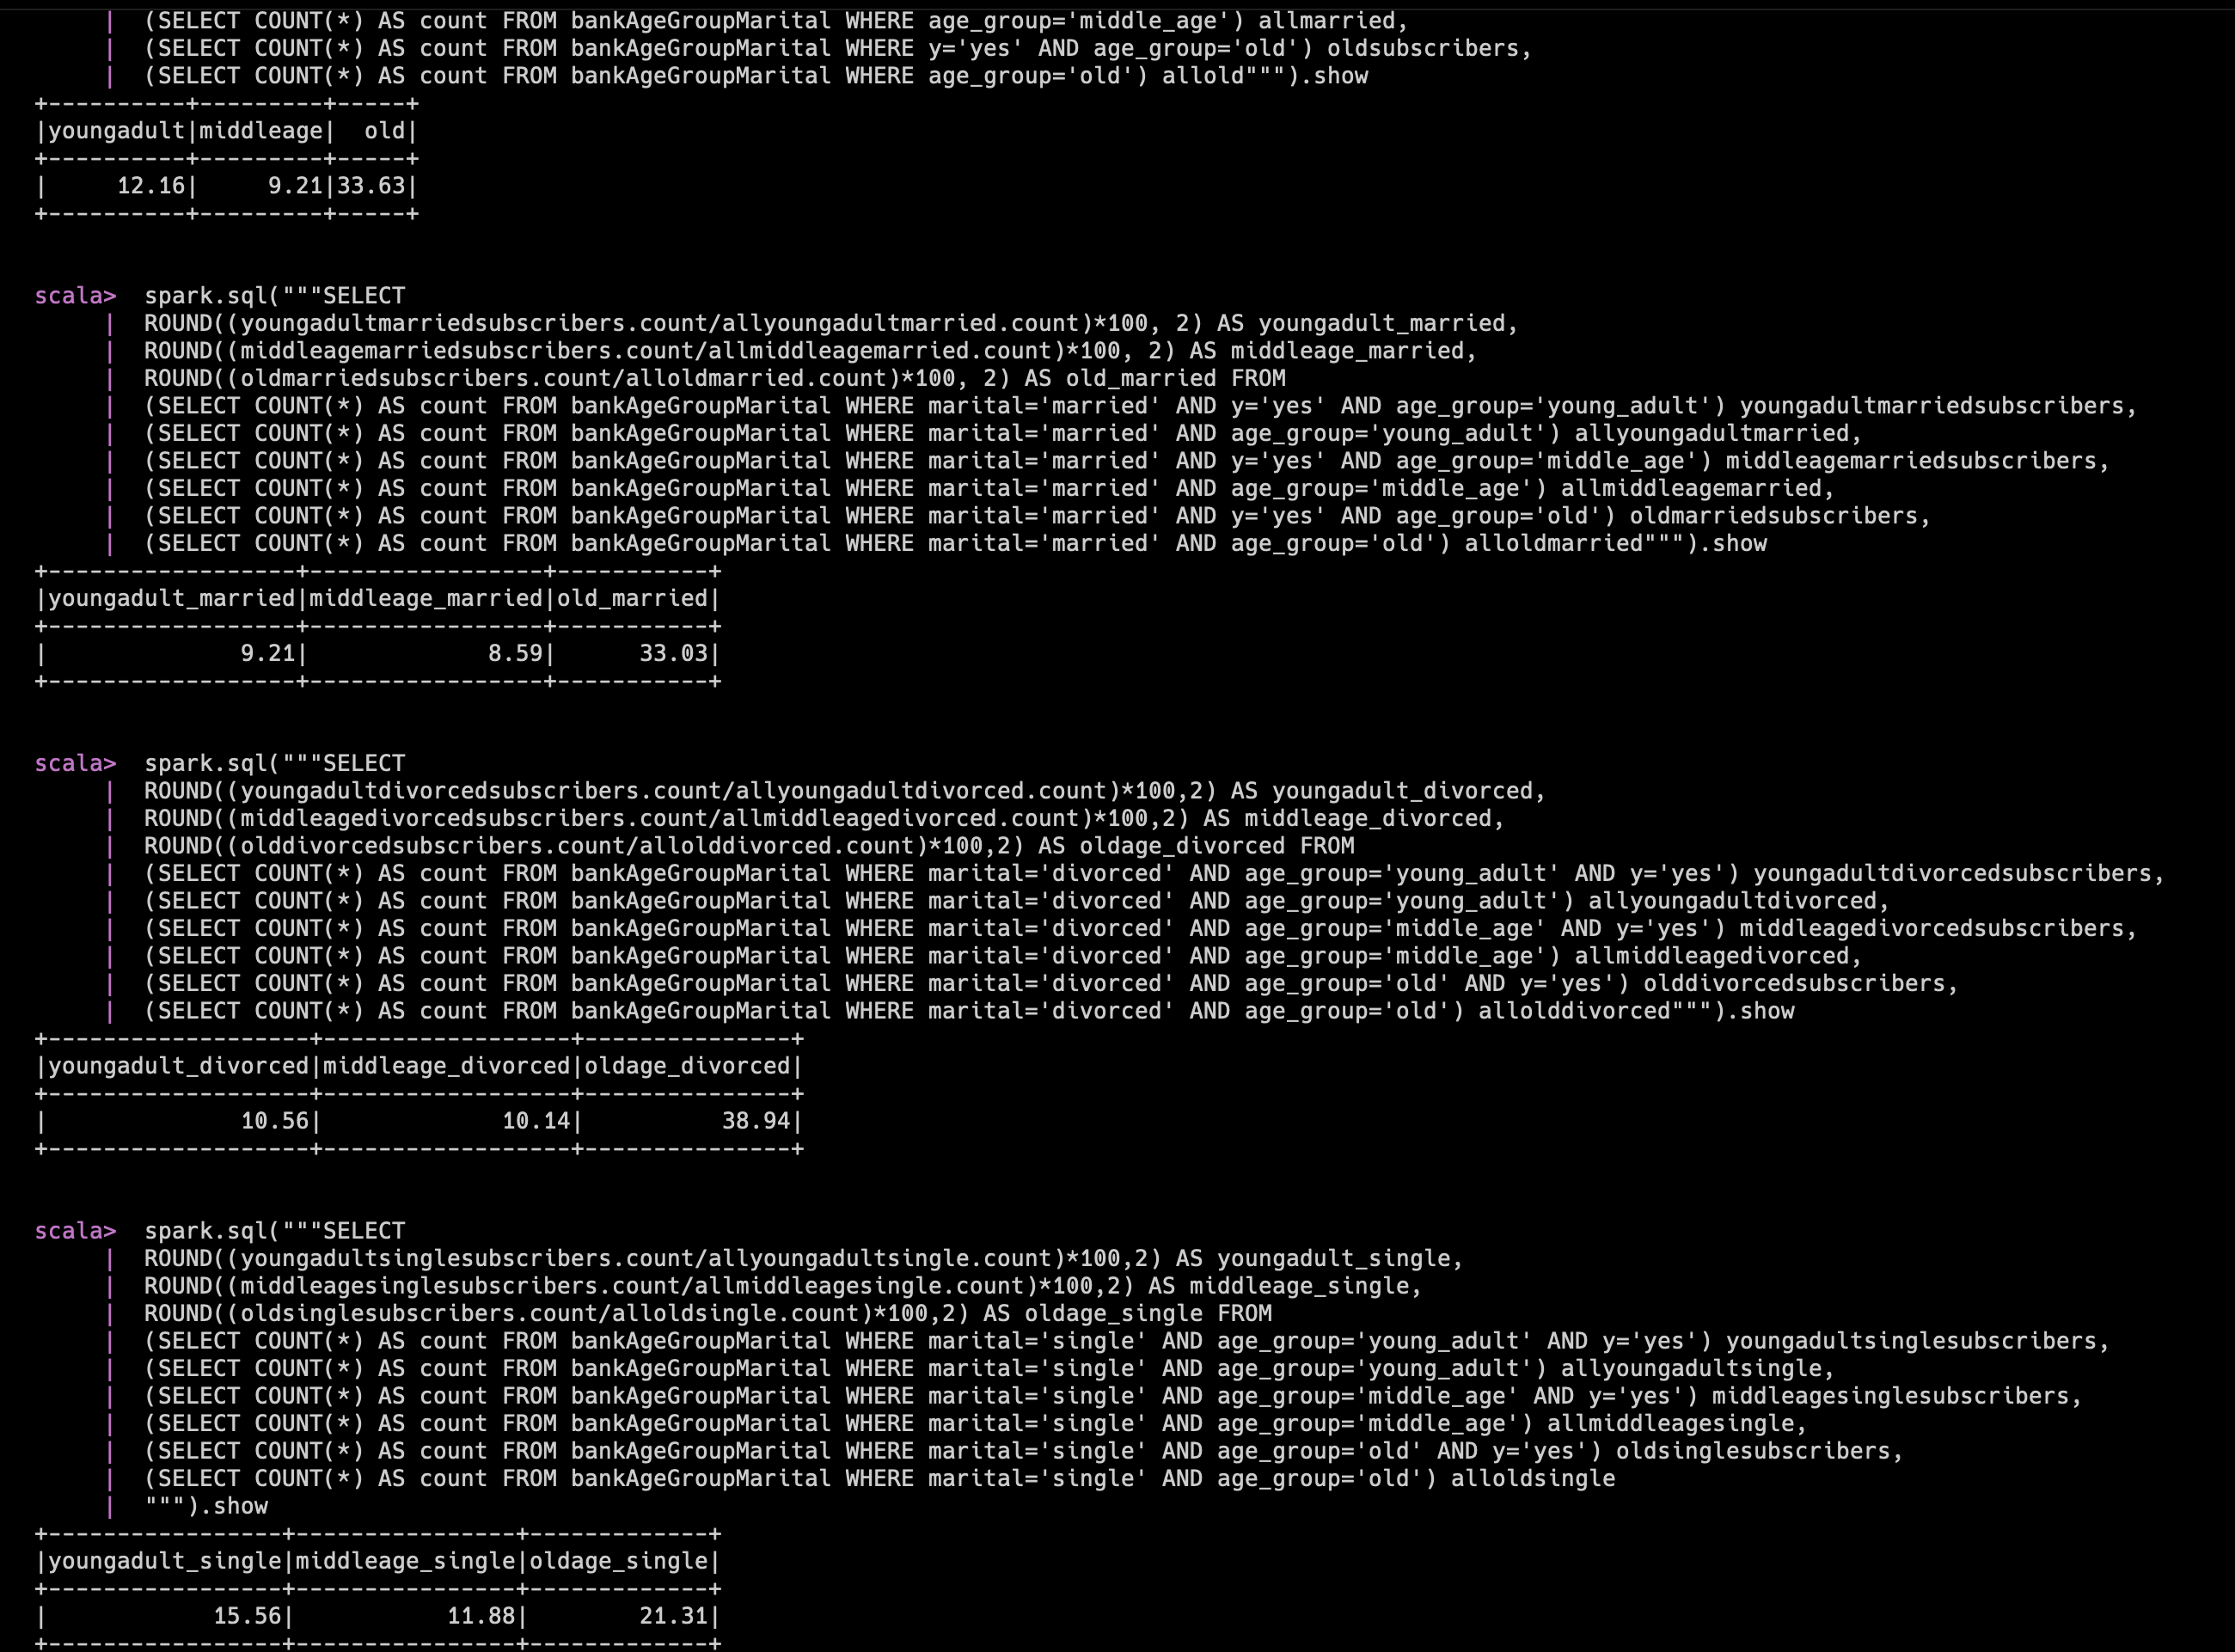 | (SELECT COUNT(*) AS count FROM bankAgeGroupMarital WHERE age_group='middle_age') allmarried,
| (SELECT COUNT(*) AS count FROM bankAgeGroupMarital WHERE y='yes' AND age_group='old') oldsubscribers,
| (SELECT COUNT(*) AS count FROM bankAgeGroupMarital WHERE age_group='old') allold""").show
+----------+---------+-----+
|youngadult|middleage|  old|
+----------+---------+-----+
|     12.16|     9.21|33.63|
+----------+---------+-----+
scala>  spark.sql("""SELECT
| ROUND((youngadultmarriedsubscribers.count/allyoungadultmarried.count)*100, 2) AS youngadult_married,
| ROUND((middleagemarriedsubscribers.count/allmiddleagemarried.count)*100, 2) AS middleage_married,
| ROUND((oldmarriedsubscribers.count/alloldmarried.count)*100, 2) AS old_married FROM
| (SELECT COUNT(*) AS count FROM bankAgeGroupMarital WHERE marital='married' AND y='yes' AND age_group='young_adult') youngadultmarriedsubscribers,
| (SELECT COUNT(*) AS count FROM bankAgeGroupMarital WHERE marital='married' AND age_group='young_adult') allyoungadultmarried,
| (SELECT COUNT(*) AS count FROM bankAgeGroupMarital WHERE marital='married' AND y='yes' AND age_group='middle_age') middleagemarriedsubscribers,
| (SELECT COUNT(*) AS count FROM bankAgeGroupMarital WHERE marital='married' AND age_group='middle_age') allmiddleagemarried,
| (SELECT COUNT(*) AS count FROM bankAgeGroupMarital WHERE marital='married' AND y='yes' AND age_group='old') oldmarriedsubscribers,
| (SELECT COUNT(*) AS count FROM bankAgeGroupMarital WHERE marital='married' AND age_group='old') alloldmarried""").show
+------------------+-----------------+-----------+
|youngadult_married|middleage_married|old_married|
+------------------+-----------------+-----------+
|              9.21|             8.59|      33.03|
+------------------+-----------------+-----------+
scala>  spark.sql("""SELECT
| ROUND((youngadultdivorcedsubscribers.count/allyoungadultdivorced.count)*100,2) AS youngadult_divorced,
| ROUND((middleagedivorcedsubscribers.count/allmiddleagedivorced.count)*100,2) AS middleage_divorced,
| ROUND((olddivorcedsubscribers.count/allolddivorced.count)*100,2) AS oldage_divorced FROM
| (SELECT COUNT(*) AS count FROM bankAgeGroupMarital WHERE marital='divorced' AND age_group='young_adult' AND y='yes') youngadultdivorcedsubscribers,
| (SELECT COUNT(*) AS count FROM bankAgeGroupMarital WHERE marital='divorced' AND age_group='young_adult') allyoungadultdivorced,
| (SELECT COUNT(*) AS count FROM bankAgeGroupMarital WHERE marital='divorced' AND age_group='middle_age' AND y='yes') middleagedivorcedsubscribers,
| (SELECT COUNT(*) AS count FROM bankAgeGroupMarital WHERE marital='divorced' AND age_group='middle_age') allmiddleagedivorced,
| (SELECT COUNT(*) AS count FROM bankAgeGroupMarital WHERE marital='divorced' AND age_group='old' AND y='yes') olddivorcedsubscribers,
| (SELECT COUNT(*) AS count FROM bankAgeGroupMarital WHERE marital='divorced' AND age_group='old') allolddivorced""").show
+-------------------+------------------+---------------+
|youngadult_divorced|middleage_divorced|oldage_divorced|
+-------------------+------------------+---------------+
|              10.56|             10.14|          38.94|
+-------------------+------------------+---------------+
scala>  spark.sql("""SELECT
| ROUND((youngadultsinglesubscribers.count/allyoungadultsingle.count)*100,2) AS youngadult_single,
| ROUND((middleagesinglesubscribers.count/allmiddleagesingle.count)*100,2) AS middleage_single,
| ROUND((oldsinglesubscribers.count/alloldsingle.count)*100,2) AS oldage_single FROM
| (SELECT COUNT(*) AS count FROM bankAgeGroupMarital WHERE marital='single' AND age_group='young_adult' AND y='yes') youngadultsinglesubscribers,
| (SELECT COUNT(*) AS count FROM bankAgeGroupMarital WHERE marital='single' AND age_group='young_adult') allyoungadultsingle,
| (SELECT COUNT(*) AS count FROM bankAgeGroupMarital WHERE marital='single' AND age_group='middle_age' AND y='yes') middleagesinglesubscribers,
| (SELECT COUNT(*) AS count FROM bankAgeGroupMarital WHERE marital='single' AND age_group='middle_age') allmiddleagesingle,
| (SELECT COUNT(*) AS count FROM bankAgeGroupMarital WHERE marital='single' AND age_group='old' AND y='yes') oldsinglesubscribers,
| (SELECT COUNT(*) AS count FROM bankAgeGroupMarital WHERE marital='single' AND age_group='old') alloldsingle
| """).show
+-----------------+----------------+-------------+
|youngadult_single|middleage_single|oldage_single|
+-----------------+----------------+-------------+
|            15.56|           11.88|        21.31|
+-----------------+----------------+-------------+